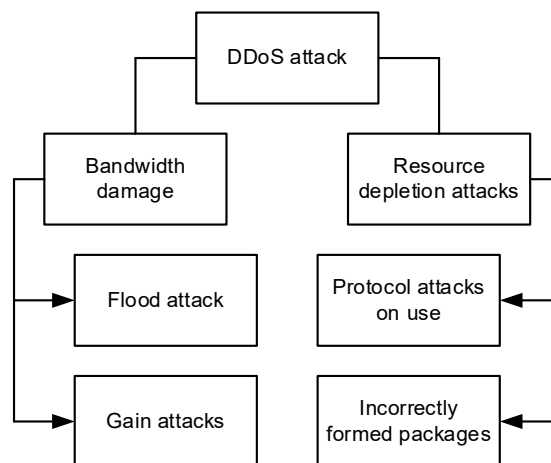 DDoS attack
Bandwidth
damage
Resource
depletion attacks
Flood attack
Protocol attacks
on use
Gain attacks
Incorrectly
formed packages